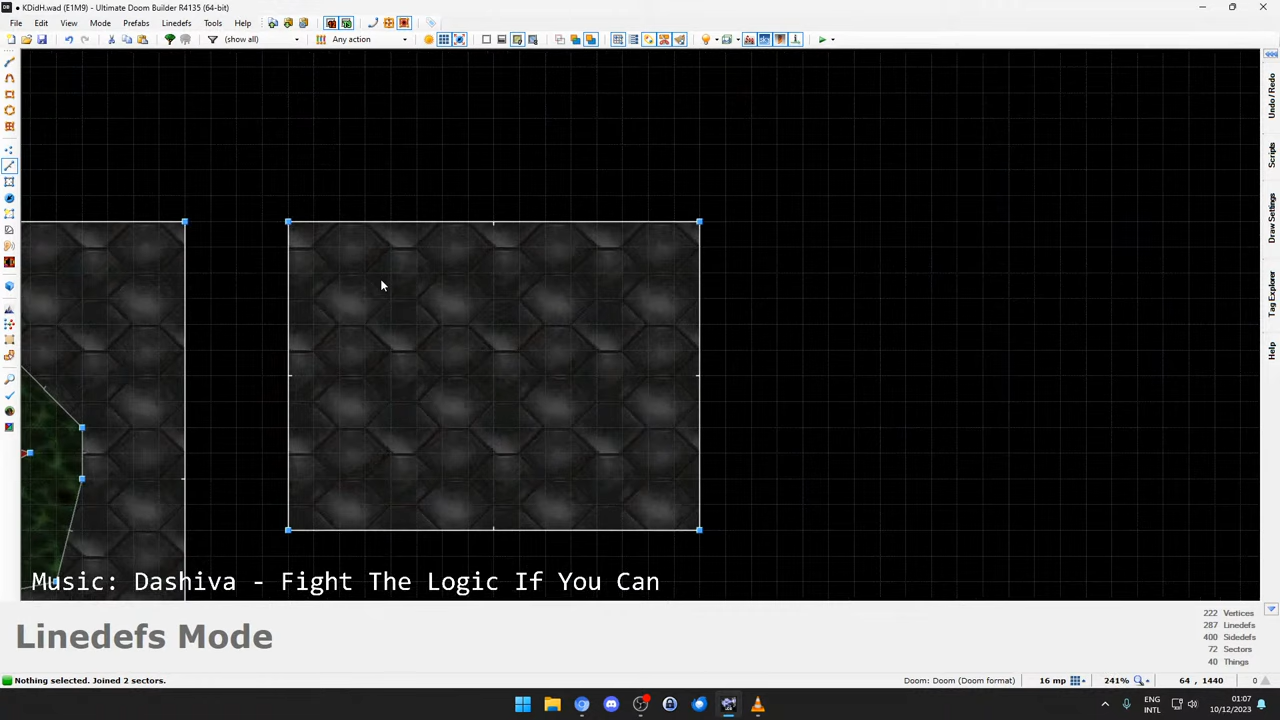 KDidH.wad (E1M9) - Ultimate Doom Builder R4135 (64-bit)
File Edit View Mode Prefabs Linedefs Tools Help
(show all) Any action
Undo / Redo
Scripts
Draw Settings
Tag Explorer
Help
Music: Dashiva - Fight The Logic If You Can
Linedefs Mode
222 Vertices
287 Linedefs
400 Sidedefs
72 Sectors
40 Things
Nothing selected. Joined 2 sectors. Doom: Doom (Doom format) 16 mp 241% 64 , 1440 0
ENG 01:07
INTL 10/12/2023